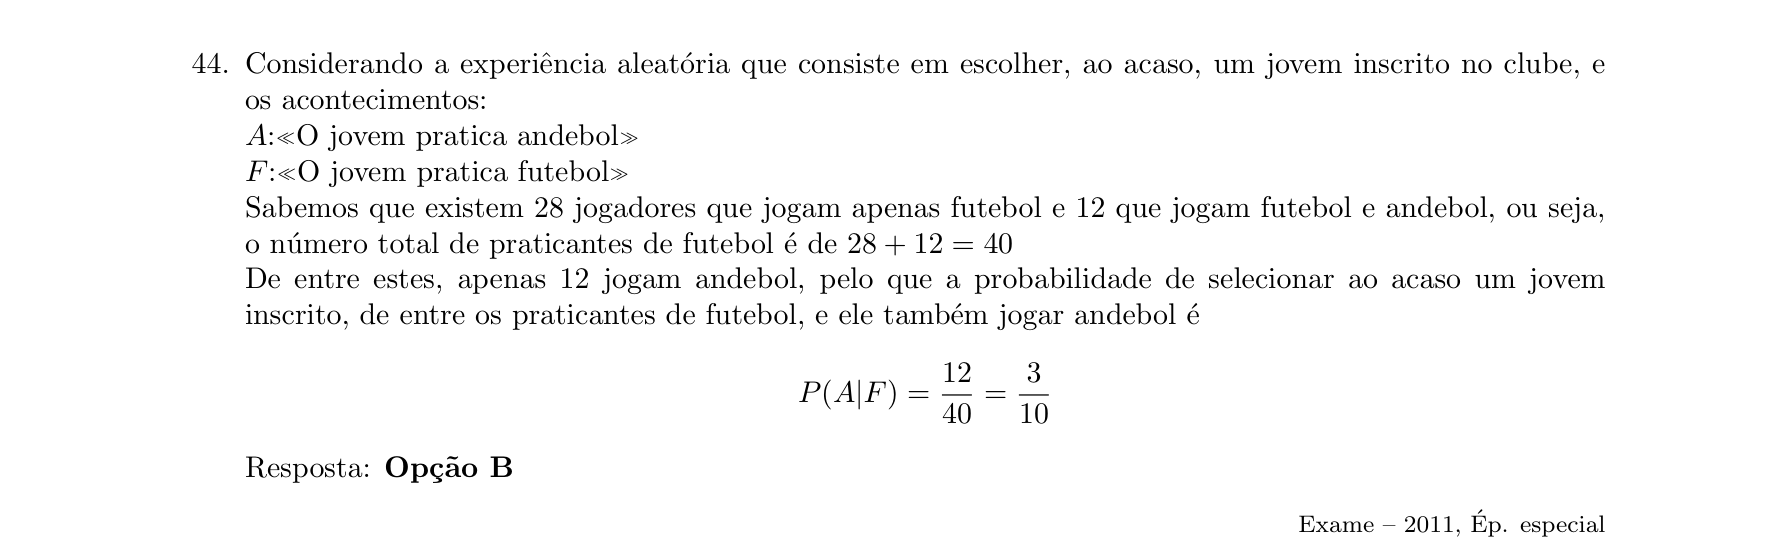 44. Considerando a experiência aleatória que consiste em escolher, ao acaso, um jovem inscrito no clube, e
os acontecimentos:
A:≪O jovem pratica andebol≫
F:≪O jovem pratica futebol≫
Sabemos que existem 28 jogadores que jogam apenas futebol e 12 que jogam futebol e andebol, ou seja,
o número total de praticantes de futebol é de 28 + 12 = 40
De entre estes, apenas 12 jogam andebol, pelo que a probabilidade de selecionar ao acaso um jovem
inscrito, de entre os praticantes de futebol, e ele também jogar andebol é
P(A|F) = 12/40 = 3/10
Resposta: Opção B
Exame – 2011, Ép. especial